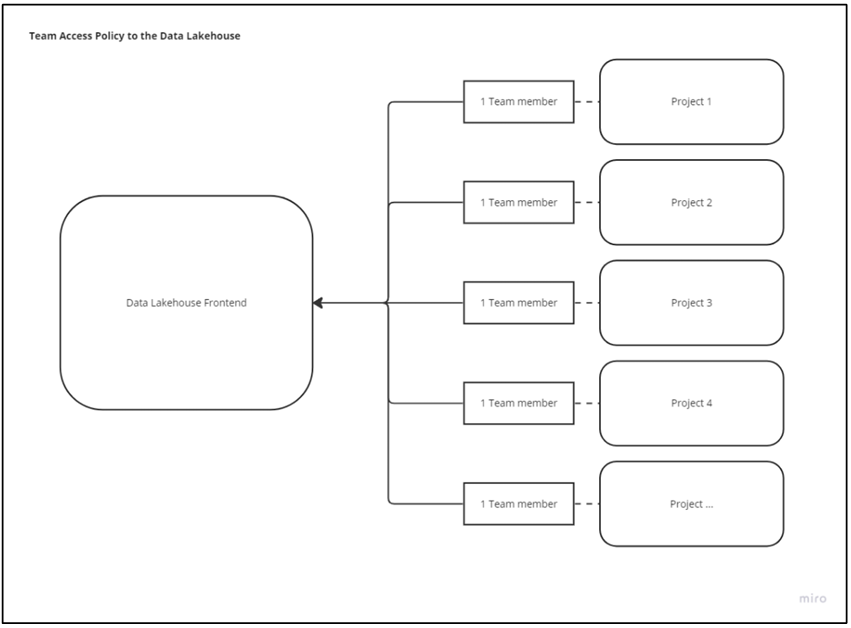 Team Access Policy to the Data Lakehouse
1 Team member
Project 1
1 Team member
Project 2
Data Lakehouse Frontend
1 Team member
Project 3
1 Team member
Project 4
1 Team member
Project ...
miro